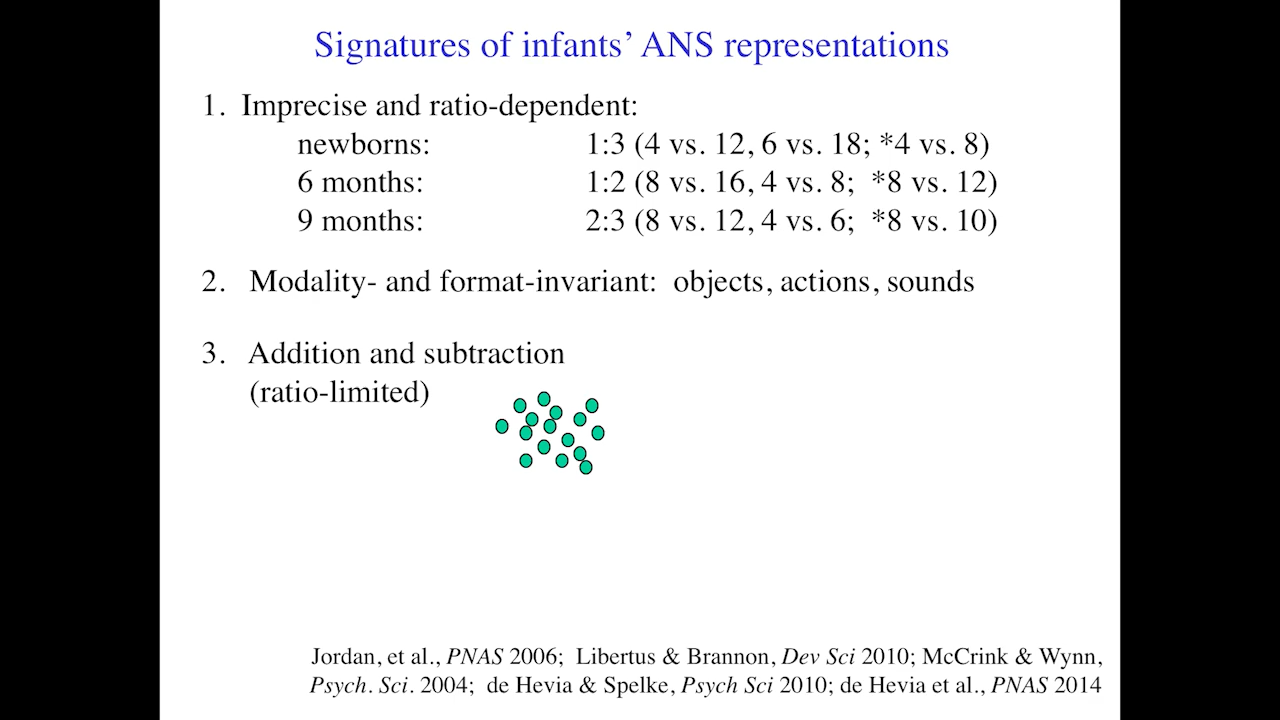 Signatures of infants’ ANS representations
1. Imprecise and ratio-dependent:
newborns: 1:3 (4 vs. 12, 6 vs. 18; *4 vs. 8)
6 months: 1:2 (8 vs. 16, 4 vs. 8; *8 vs. 12)
9 months: 2:3 (8 vs. 12, 4 vs. 6; *8 vs. 10)
2. Modality- and format-invariant: objects, actions, sounds
3. Addition and subtraction
(ratio-limited)
Jordan, et al., PNAS 2006; Libertus & Brannon, Dev Sci 2010; McCrink & Wynn,
Psych. Sci. 2004; de Hevia & Spelke, Psych Sci 2010; de Hevia et al., PNAS 2014